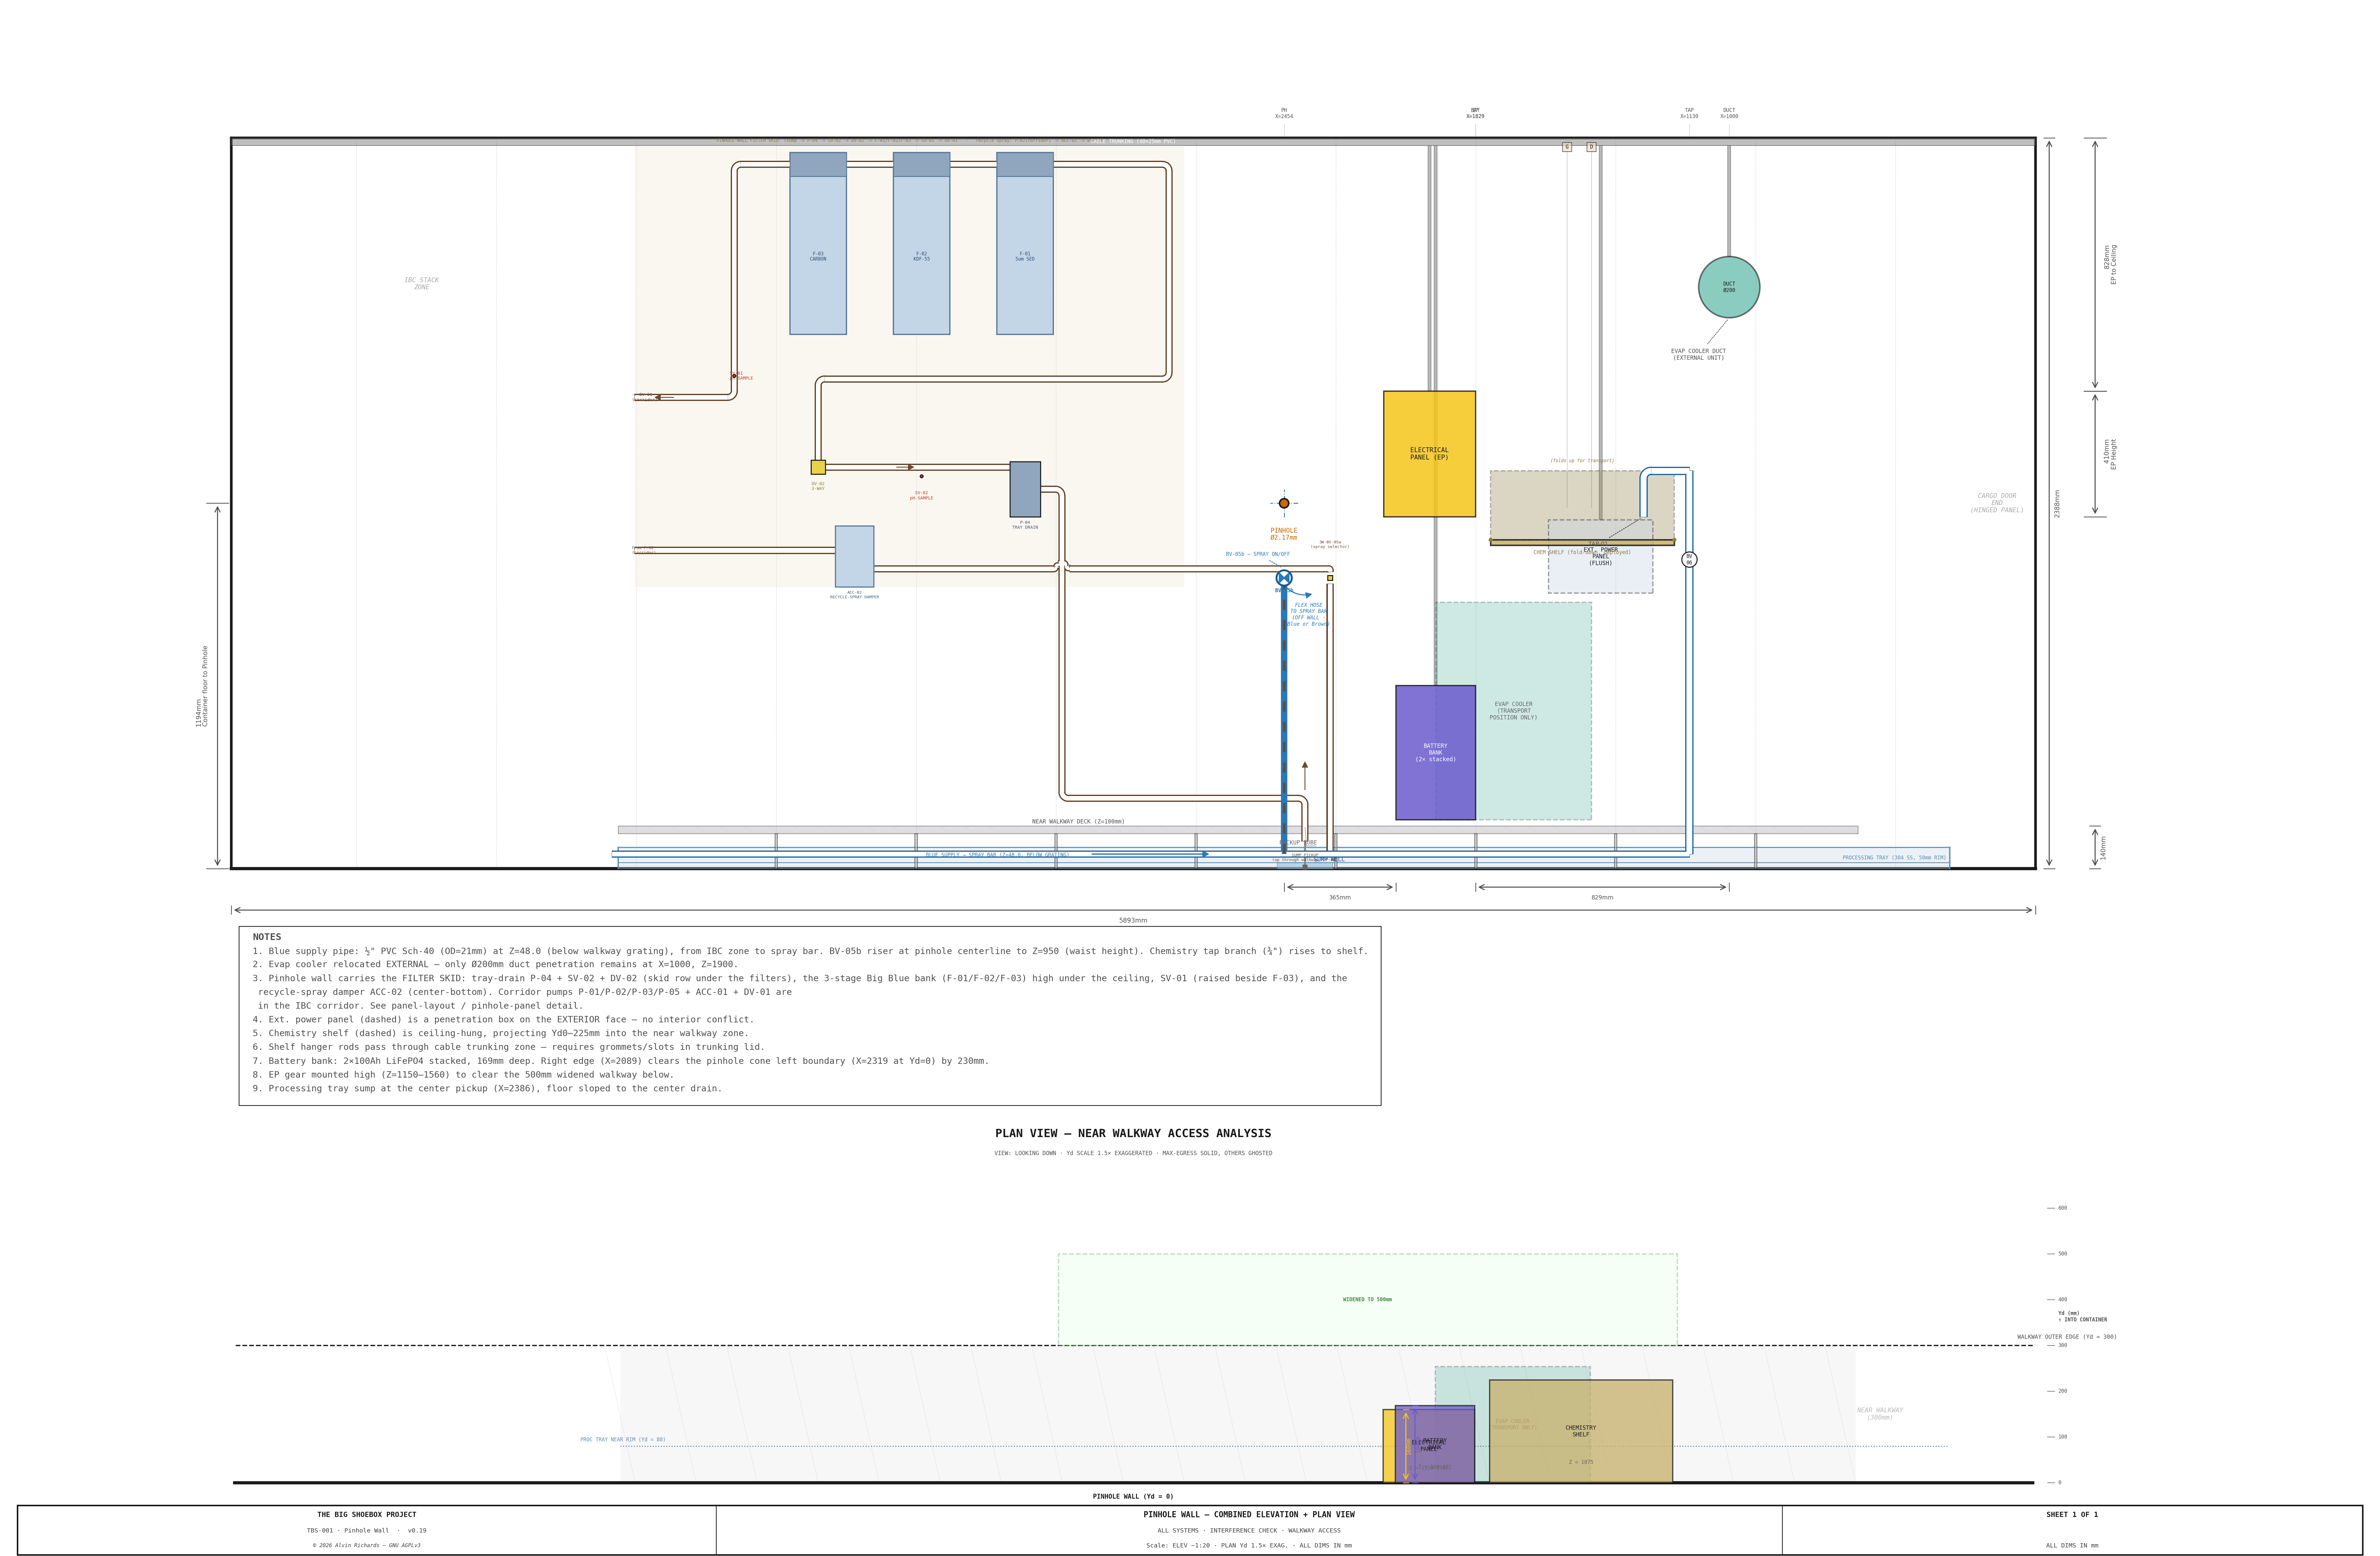 PH
X=2454
X=1829
TAP
X=1130
DUCT
X=1000
G
D
IBC STACK
ZONE
F-03
CARBON
F-02
KDF-55
F-01
5um SED
DUCT
Ø200
EVAP COOLER DUCT
(EXTERNAL UNIT)
828mm
EP to Ceiling
410mm
EP Height
2388mm
140mm
CARGO DOOR
END
(HINGED PANEL)
ELECTRICAL
PANEL (EP)
(folds up for transport)
DV-02
3-WAY
SV-02
pH SAMPLE
P-04
TRAY DRAIN
PINHOLE
Ø2.17mm
SW-BV-05a
(spray selector)
BV-05b — SPRAY ON/OFF
FLEX HOSE
TO SPRAY BAR
(OFF WALL ·
Blue or Brown)
EXT. POWER
PANEL
(FLUSH)
BV
06
ACC-02
RECYCLE-SPRAY DAMPER
1194mm
Container floor to Pinhole
EVAP COOLER
(TRANSPORT
POSITION ONLY)
BATTERY
BANK
(2× stacked)
NEAR WALKWAY DECK (Z=100mm)
BLUE SUPPLY — SPRAY BAR (Z=48.0, BELOW GRATING)
PROCESSING TRAY (304 SS, 50mm RIM)
365mm
829mm
5893mm
NOTES
1. Blue supply pipe: ½" PVC Sch-40 (OD=21mm) at Z=48.0 (below walkway grating), from IBC zone to spray bar. BV-05b riser at pinhole centerline to Z=950 (waist height). Chemistry tap branch (¾") rises to shelf.
2. Evap cooler relocated EXTERNAL — only Ø200mm duct penetration remains at X=1000, Z=1900.
3. Pinhole wall carries the FILTER SKID: tray-drain P-04 + SV-02 + DV-02 (skid row under the filters), the 3-stage Big Blue bank (F-01/F-02/F-03) high under the ceiling, SV-01 (raised beside F-03), and the
recycle-spray damper ACC-02 (center-bottom). Corridor pumps P-01/P-02/P-03/P-05 + ACC-01 + DV-01 are
in the IBC corridor. See panel-layout / pinhole-panel detail.
4. Ext. power panel (dashed) is a penetration box on the EXTERIOR face — no interior conflict.
5. Chemistry shelf (dashed) is ceiling-hung, projecting Yd0–225mm into the near walkway zone.
6. Shelf hanger rods pass through cable trunking zone — requires grommets/slots in trunking lid.
7. Battery bank: 2×100Ah LiFePO4 stacked, 169mm deep. Right edge (X=2089) clears the pinhole cone left boundary (X=2319 at Yd=0) by 230mm.
8. EP gear mounted high (Z=1150–1560) to clear the 500mm widened walkway below.
9. Processing tray sump at the center pickup (X=2386), floor sloped to the center drain.
PLAN VIEW — NEAR WALKWAY ACCESS ANALYSIS
VIEW: LOOKING DOWN · Yd SCALE 1.5× EXAGGERATED · MAX-EGRESS SOLID, OTHERS GHOSTED
600
500
400
Yd (mm)
↑ INTO CONTAINER
WALKWAY OUTER EDGE (Yd = 300)
300
200
100
0
WIDENED TO 500mm
NEAR WALKWAY
(300mm)
PROC TRAY NEAR RIM (Yd = 80)
CHEMISTRY
SHELF
Z = 1075
PINHOLE WALL (Yd = 0)
THE BIG SHOEBOX PROJECT
TBS-001 · Pinhole Wall · v0.19
© 2026 Alvin Richards — GNU AGPLv3
PINHOLE WALL — COMBINED ELEVATION + PLAN VIEW
ALL SYSTEMS · INTERFERENCE CHECK · WALKWAY ACCESS
Scale: ELEV ~1:20 · PLAN Yd 1.5× EXAG. · ALL DIMS IN mm
SHEET 1 OF 1
ALL DIMS IN mm